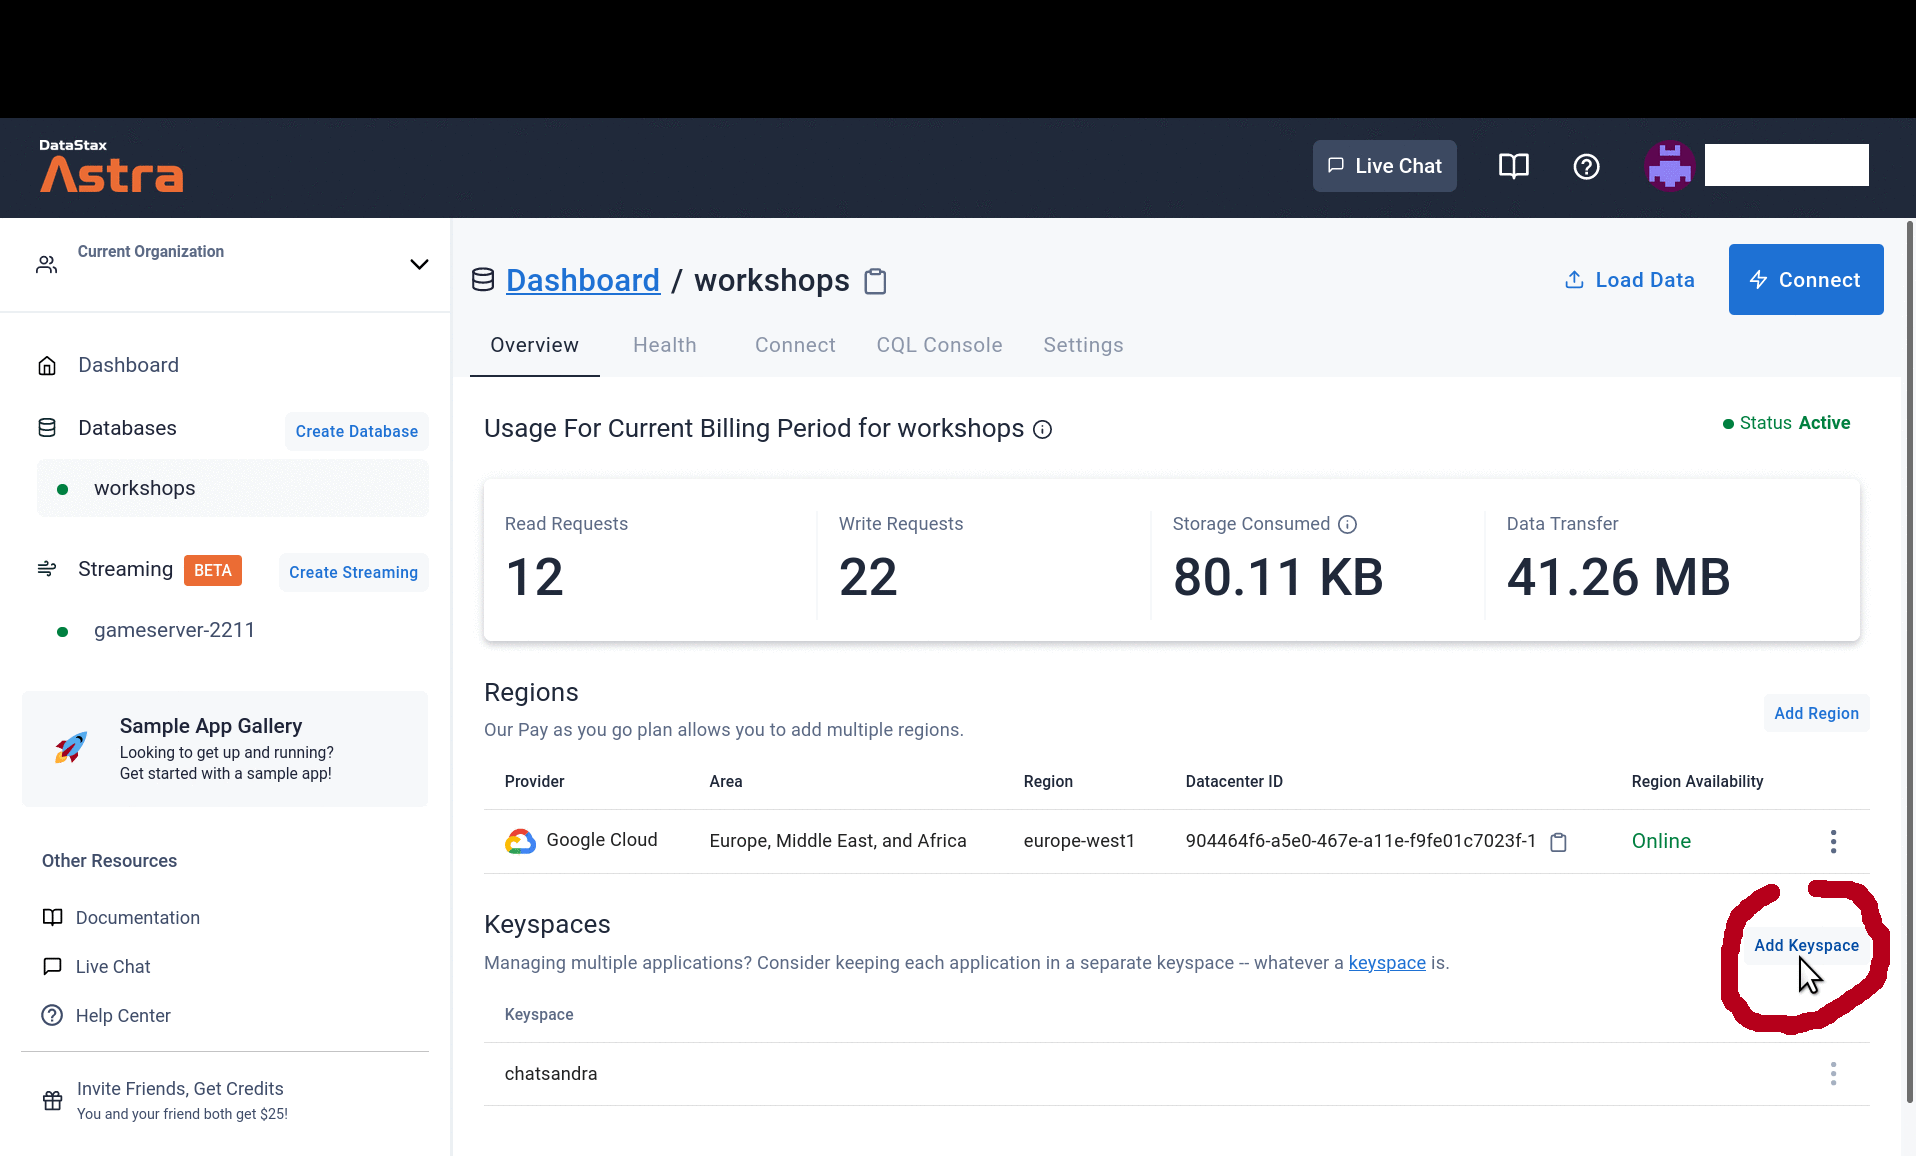 DataStax
Astra
Live Chat
Current Organization
Dashboard
Databases
Create Database
workshops
Streaming BETA
Create Streaming
gameserver-2211
Sample App Gallery
Looking to get up and running?
Get started with a sample app!
Other Resources
Documentation
Live Chat
Help Center
Invite Friends, Get Credits
You and your friend both get $25!
Dashboard / workshops
Load Data
Connect
Overview Health Connect CQL Console Settings
Usage For Current Billing Period for workshops
Status Active
Read Requests Write Requests Storage Consumed Data Transfer
12 22 80.11 KB 41.26 MB
Regions
Our Pay as you go plan allows you to add multiple regions.
Add Region
Provider Area Region Datacenter ID Region Availability
Google Cloud Europe, Middle East, and Africa europe-west1 904464f6-a5e0-467e-a11e-f9fe01c7023f-1 Online
Keyspaces
Add Keyspace
Managing multiple applications? Consider keeping each application in a separate keyspace -- whatever a keyspace is.
Keyspace
chatsandra